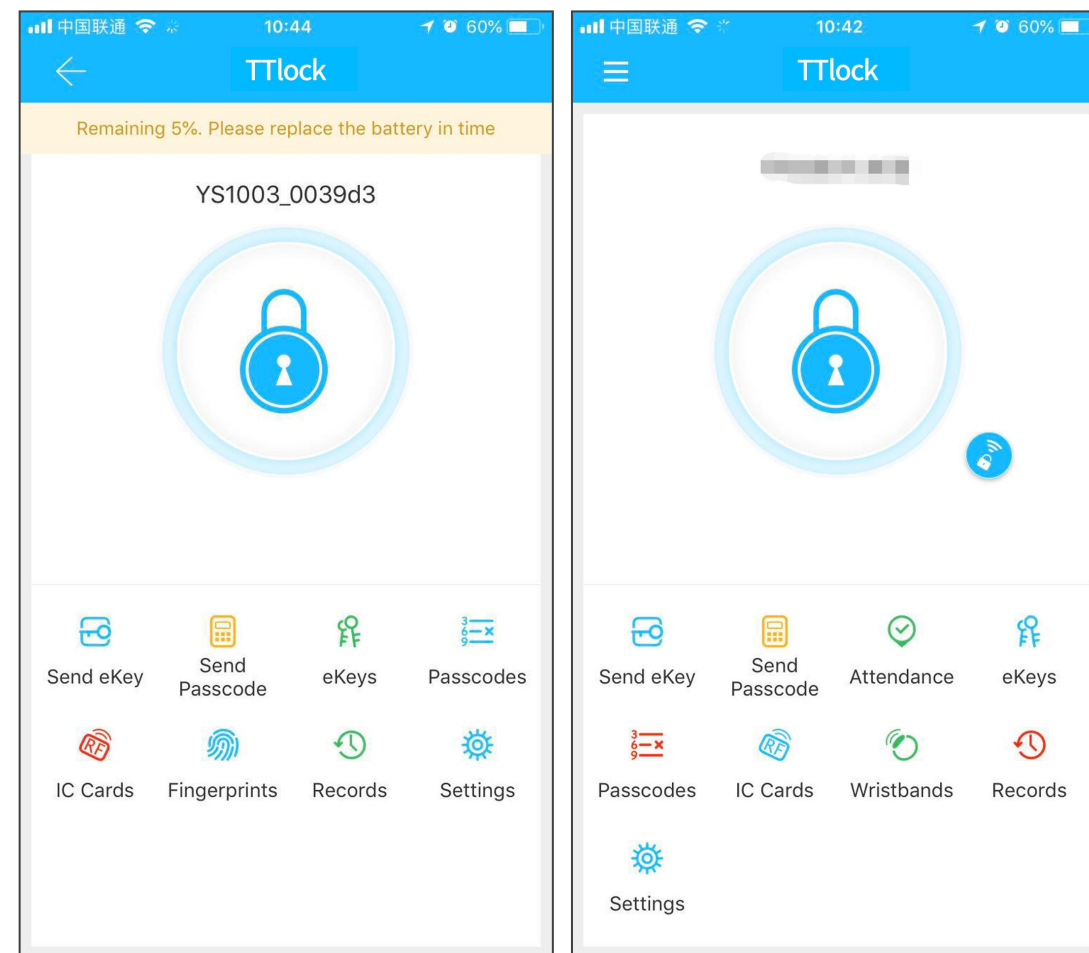 中国联通 10:44 60%
TTlock
Remaining 5%. Please replace the battery in time
YS1003_0039d3
Send eKey
Send
Passcode
eKeys
Passcodes
IC Cards
Fingerprints
Records
Settings
中国联通 10:42 60%
TTlock
Send eKey
Send
Passcode
Attendance
eKeys
Passcodes
IC Cards
Wristbands
Records
Settings